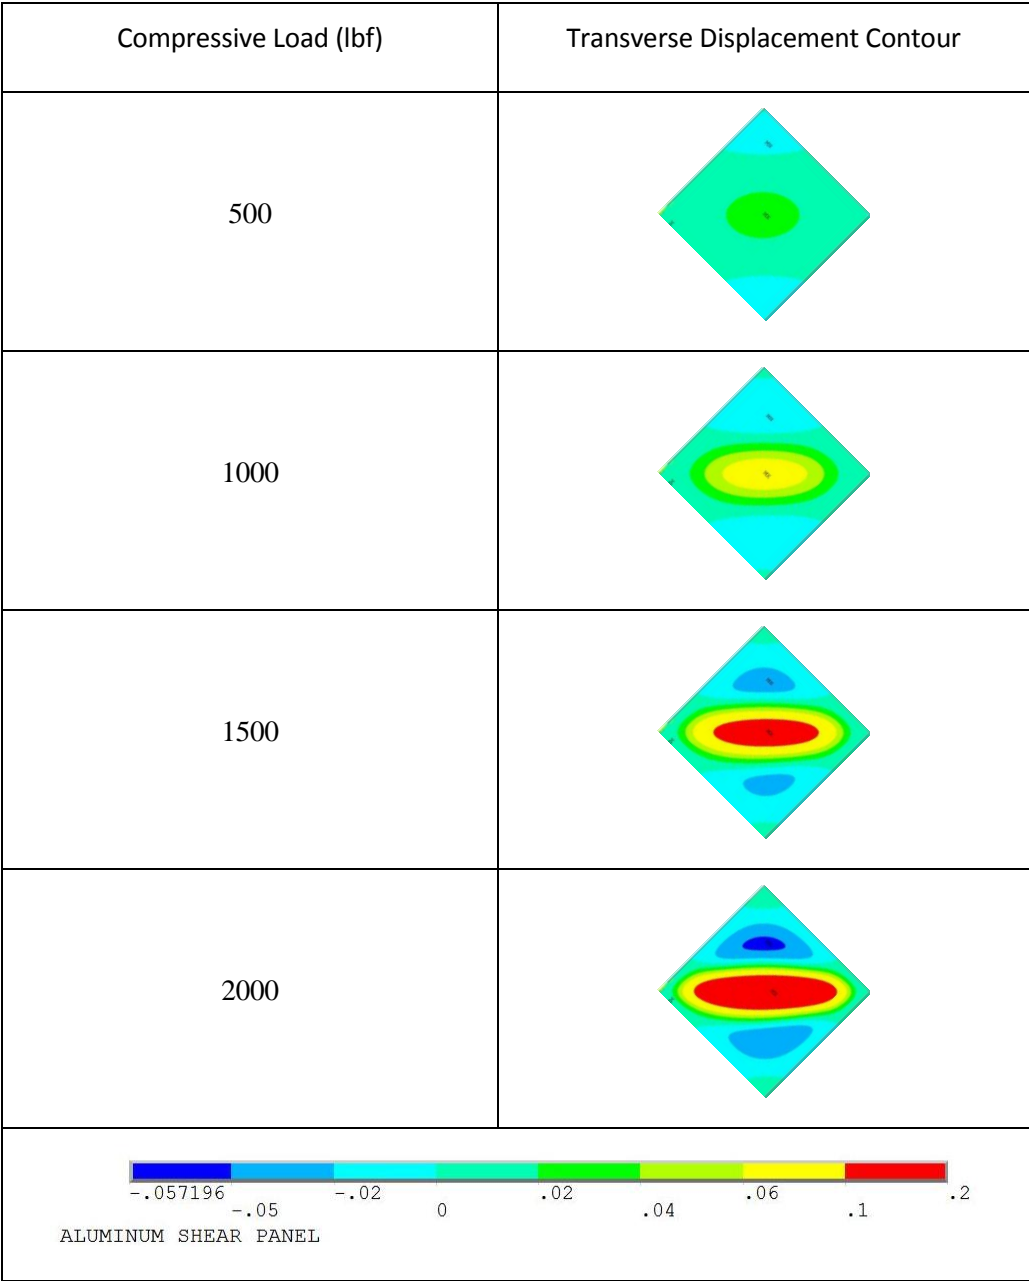 Compressive Load (lbf) Transverse Displacement Contour
500
1000
1500
2000
-.057196 -.02 .02 .06 .2
-.05 0 .04 .1
ALUMINUM SHEAR PANEL